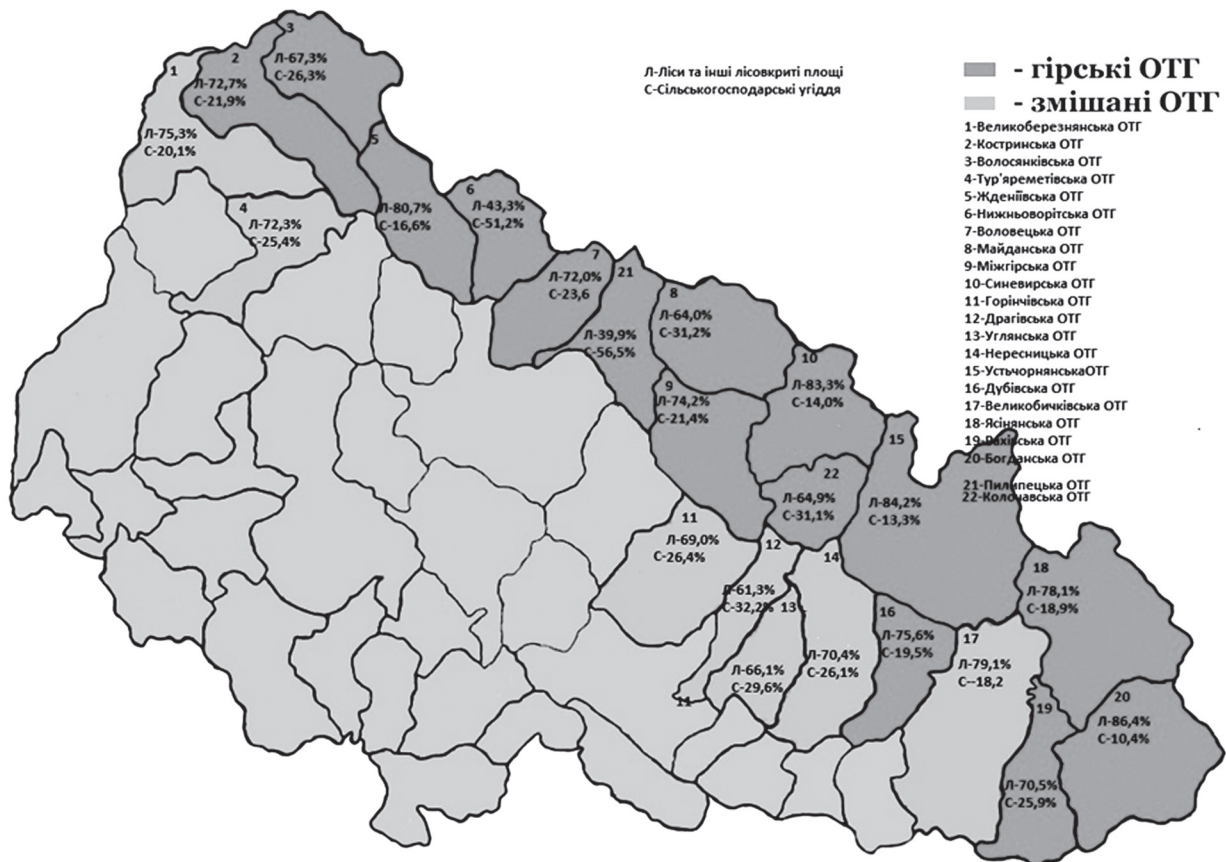 Л-Ліси та інші лісовкриті площі
С-Сільськогосподарські угіддя
- гірські ОТГ
- змішані ОТГ
1-Великоберезнянська ОТГ
2-Костринська ОТГ
3-Волосянківська ОТГ
4-Тур'яреметівська ОТГ
5-Жденіївська ОТГ
6-Нижньоворітська ОТГ
7-Воловецька ОТГ
8-Майданська ОТГ
9-Міжгірська ОТГ
10-Синевирська ОТГ
11-Горінчівська ОТГ
12-Драгівська ОТГ
13-Углянська ОТГ
14-Нересницька ОТГ
15-УстьчорнянськаОТГ
16-Дубівська ОТГ
17-Великобичківська ОТГ
18-Ясінянська ОТГ
19-Рахівська ОТГ
20-Богданська ОТГ
21-Пилипецька ОТГ
22-Колочавська ОТГ
3
Л-67,3%
С-26,3%
2
Л-72,7%
С-21,9%
1
Л-75,3%
С-20,1%
5
Л-80,7%
С-16,6%
6
Л-43,3%
С-51,2%
4
Л-72,3%
С-25,4%
7
Л-72,0%
С-23,6
21
Л-39,9%
С-56,5%
8
Л-64,0%
С-31,2%
10
Л-83,3%
С-14,0%
9
Л-74,2%
С-21,4%
15
Л-84,2%
С-13,3%
22
Л-64,9%
С-31,1%
11
Л-69,0%
С-26,4%
12
Л-61,3%
С-32,2%
13
Л-66,1%
С-29,6%
14
Л-70,4%
С-26,1%
16
Л-75,6%
С-19,5%
17
Л-79,1%
С--18,2
18
Л-78,1%
С-18,9%
19
Л-70,5%
С-25,9%
20
Л-86,4%
С-10,4%
11